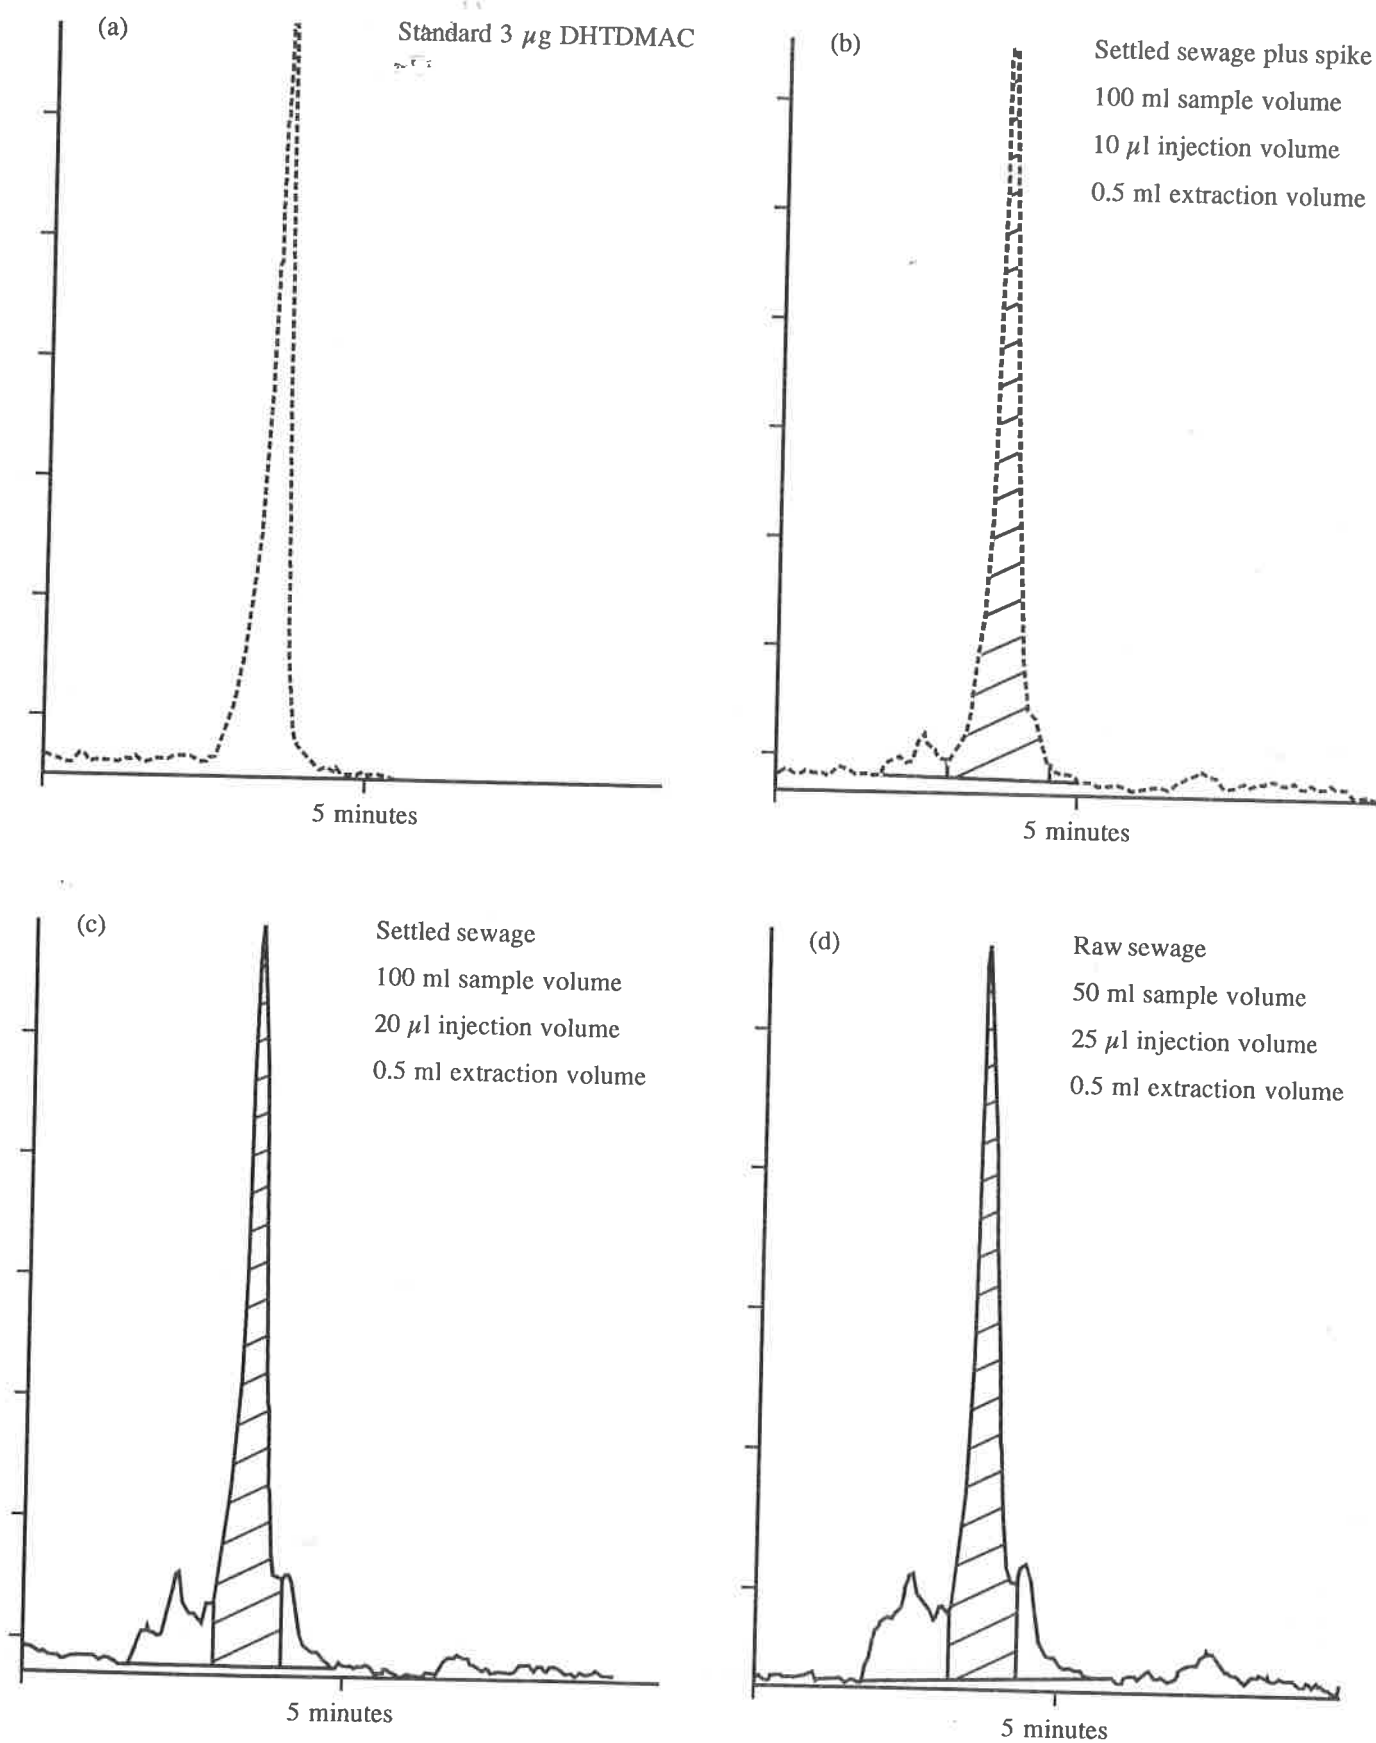 (a)
Standard 3 µg DHTDMAC
5 minutes
(b)
Settled sewage plus spike
100 ml sample volume
10 µl injection volume
0.5 ml extraction volume
5 minutes
(c)
Settled sewage
100 ml sample volume
20 µl injection volume
0.5 ml extraction volume
5 minutes
(d)
Raw sewage
50 ml sample volume
25 µl injection volume
0.5 ml extraction volume
5 minutes